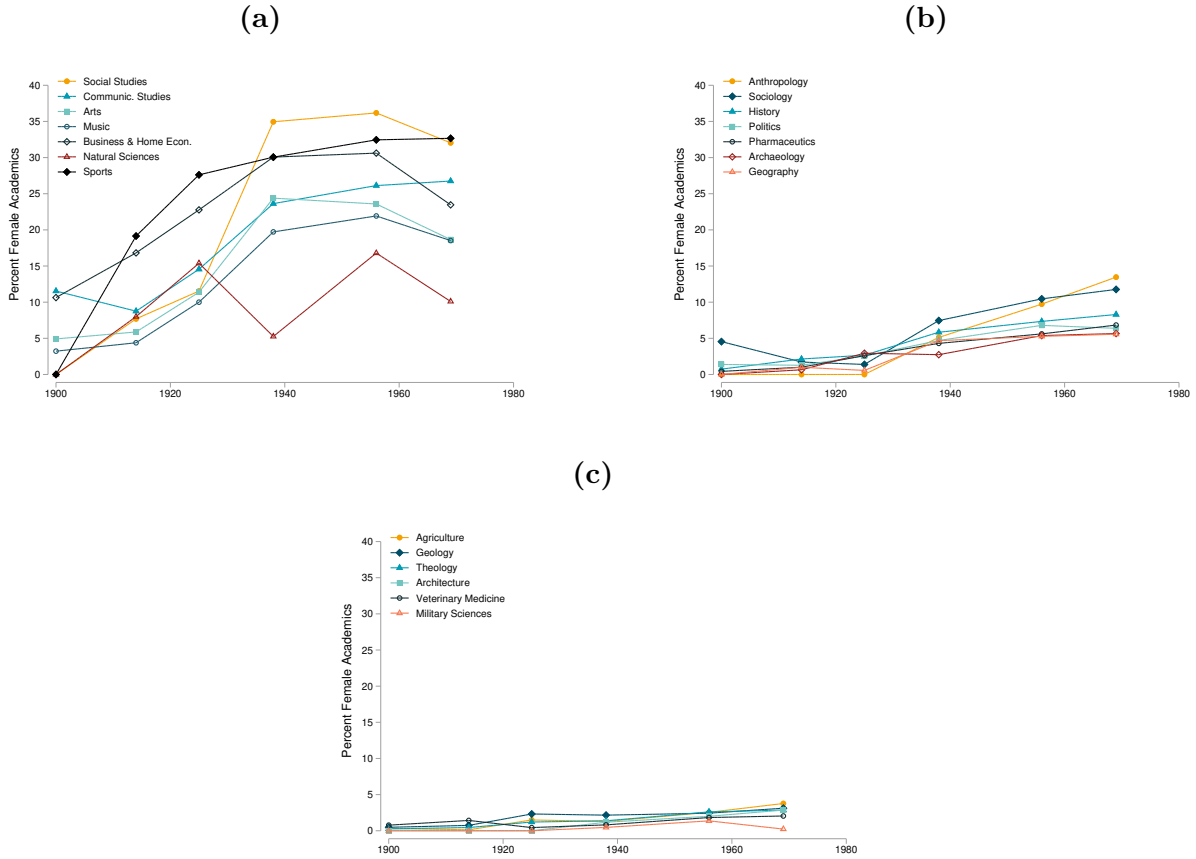 (a)
Percent Female Academics
40
35
30
25
20
15
10
5
0
Social Studies
Communic. Studies
Arts
Music
Business & Home Econ.
Natural Sciences
Sports
1900
1920
1940
1960
1980
(b)
Percent Female Academics
40
35
30
25
20
15
10
5
0
Anthropology
Sociology
History
Politics
Pharmaceutics
Archaeology
Geography
1900
1920
1940
1960
1980
(c)
Percent Female Academics
40
35
30
25
20
15
10
5
0
Agriculture
Geology
Theology
Architecture
Veterinary Medicine
Military Sciences
1900
1920
1940
1960
1980